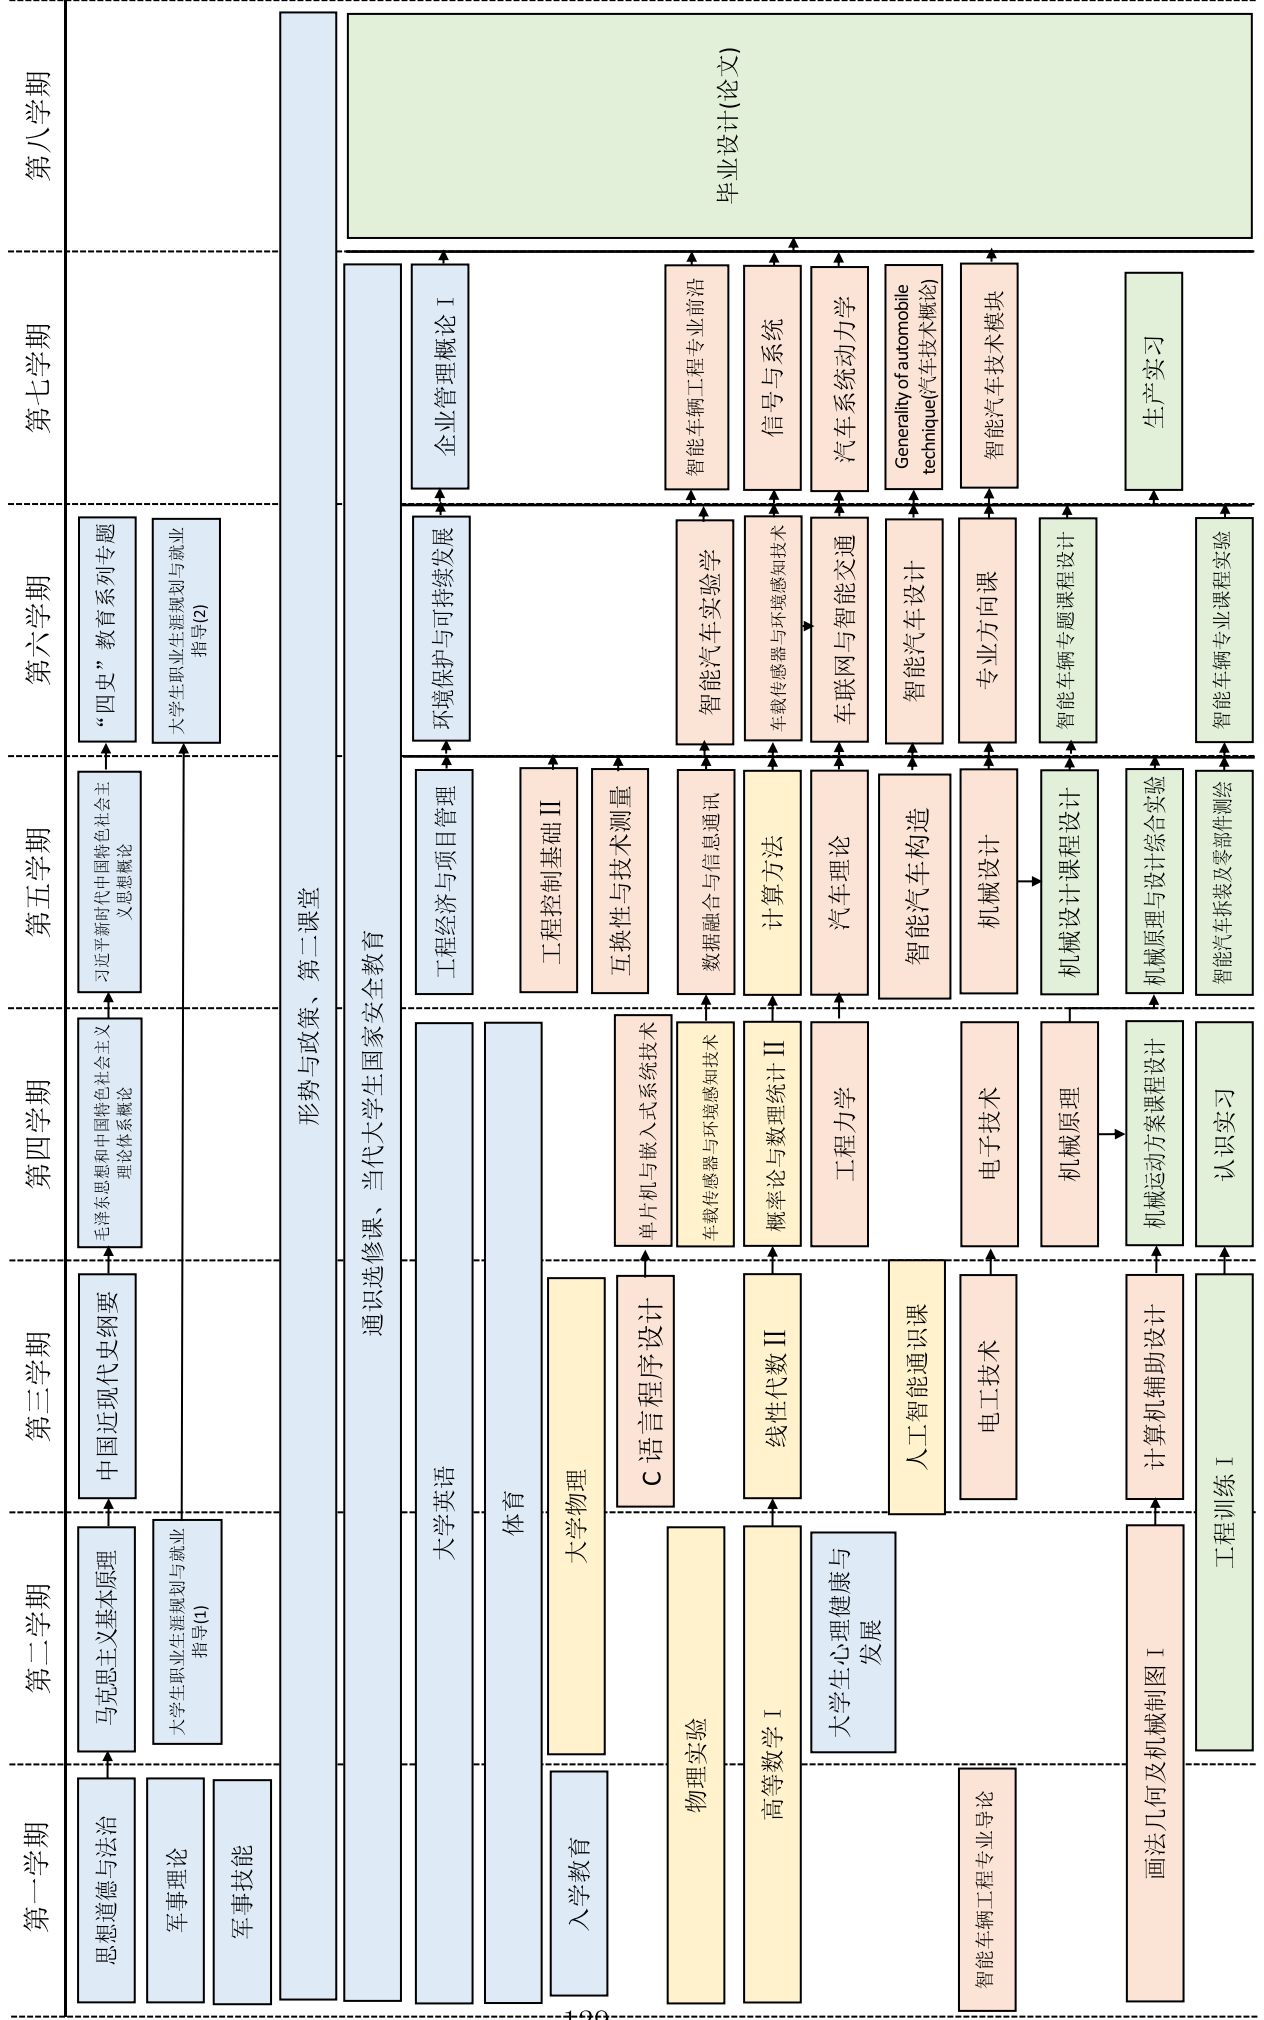 第一学期
第二学期
第三学期
第四学期
第五学期
第六学期
第七学期
第八学期
思想道德与法治
马克思主义基本原理
中国近现代史纲要
毛泽东思想和中国特色社会主义
理论体系概论
习近平新时代中国特色社会主
义思想概论
“四史”教育系列专题
军事理论
大学生职业生涯规划与就业
指导(1)
大学生职业生涯规划与就业
指导(2)
军事技能
形势与政策、第二课堂
通识选修课、当代大学生国家安全教育
毕业设计(论文)
大学英语
工程经济与项目管理
环境保护与可持续发展
企业管理概论Ⅰ
体育
工程控制基础Ⅱ
入学教育
大学物理
互换性与技术测量
C 语言程序设计
单片机与嵌入式系统技术
物理实验
车载传感器与环境感知技术
数据融合与信息通讯
智能汽车实验学
智能车辆工程专业前沿
高等数学Ⅰ
线性代数Ⅱ
概率论与数理统计Ⅱ
计算方法
车载传感器与环境感知技术
信号与系统
大学生心理健康与
发展
工程力学
汽车理论
车联网与智能交通
汽车系统动力学
人工智能通识课
智能汽车构造
智能汽车设计
Generality of automobile
technique(汽车技术概论)
智能车辆工程专业导论
电工技术
电子技术
机械设计
专业方向课
智能汽车技术模块
机械原理
机械设计课程设计
智能车辆专题课程设计
画法几何及机械制图Ⅰ
计算机辅助设计
机械运动方案课程设计
机械原理与设计综合实验
生产实习
工程训练Ⅰ
认识实习
智能汽车拆装及零部件测绘
智能车辆专业课程实验